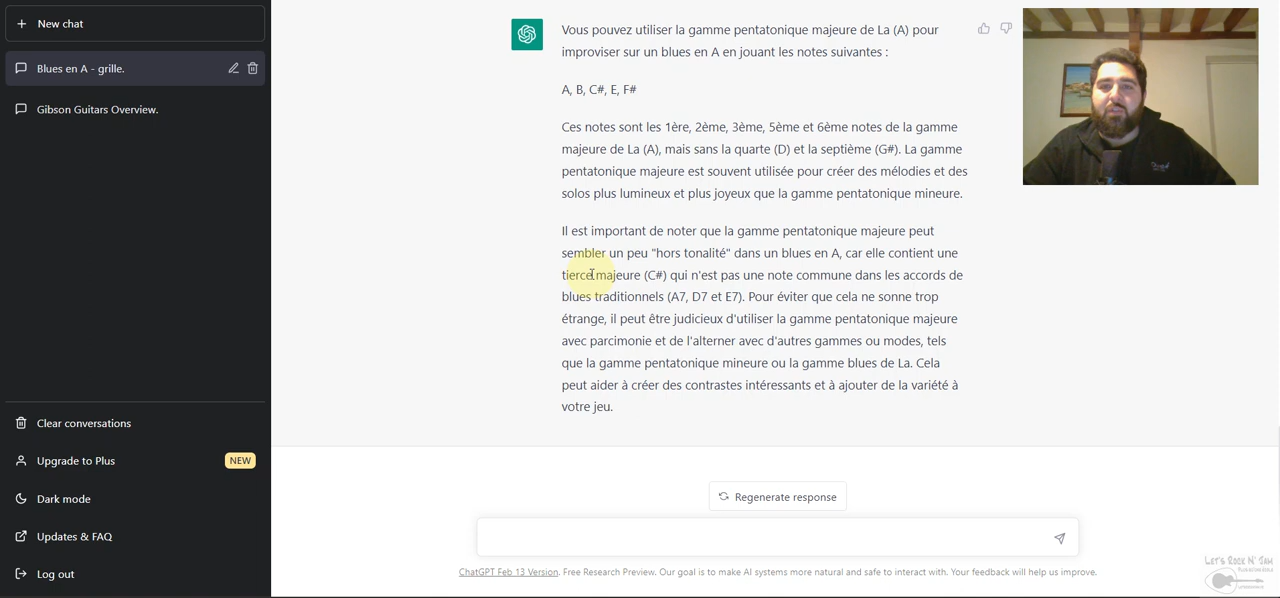 New chat
Blues en A - grille.
Gibson Guitars Overview.
Clear conversations
Upgrade to Plus
NEW
Dark mode
Updates & FAQ
Log out
Vous pouvez utiliser la gamme pentatonique majeure de La (A) pour
improviser sur un blues en A en jouant les notes suivantes :
A, B, C#, E, F#
Ces notes sont les 1ère, 2ème, 3ème, 5ème et 6ème notes de la gamme
majeure de La (A), mais sans la quarte (D) et la septième (G#). La gamme
pentatonique majeure est souvent utilisée pour créer des mélodies et des
solos plus lumineux et plus joyeux que la gamme pentatonique mineure.
Il est important de noter que la gamme pentatonique majeure peut
sembler un peu "hors tonalité" dans un blues en A, car elle contient une
tierce majeure (C#) qui n'est pas une note commune dans les accords de
blues traditionnels (A7, D7 et E7). Pour éviter que cela ne sonne trop
étrange, il peut être judicieux d'utiliser la gamme pentatonique majeure
avec parcimonie et de l'alterner avec d'autres gammes ou modes, tels
que la gamme pentatonique mineure ou la gamme blues de La. Cela
peut aider à créer des contrastes intéressants et à ajouter de la variété à
votre jeu.
Regenerate response
ChatGPT Feb 13 Version. Free Research Preview. Our goal is to make AI systems more natural and safe to interact with. Your feedback will help us improve.
LET'S ROCK N' JAM